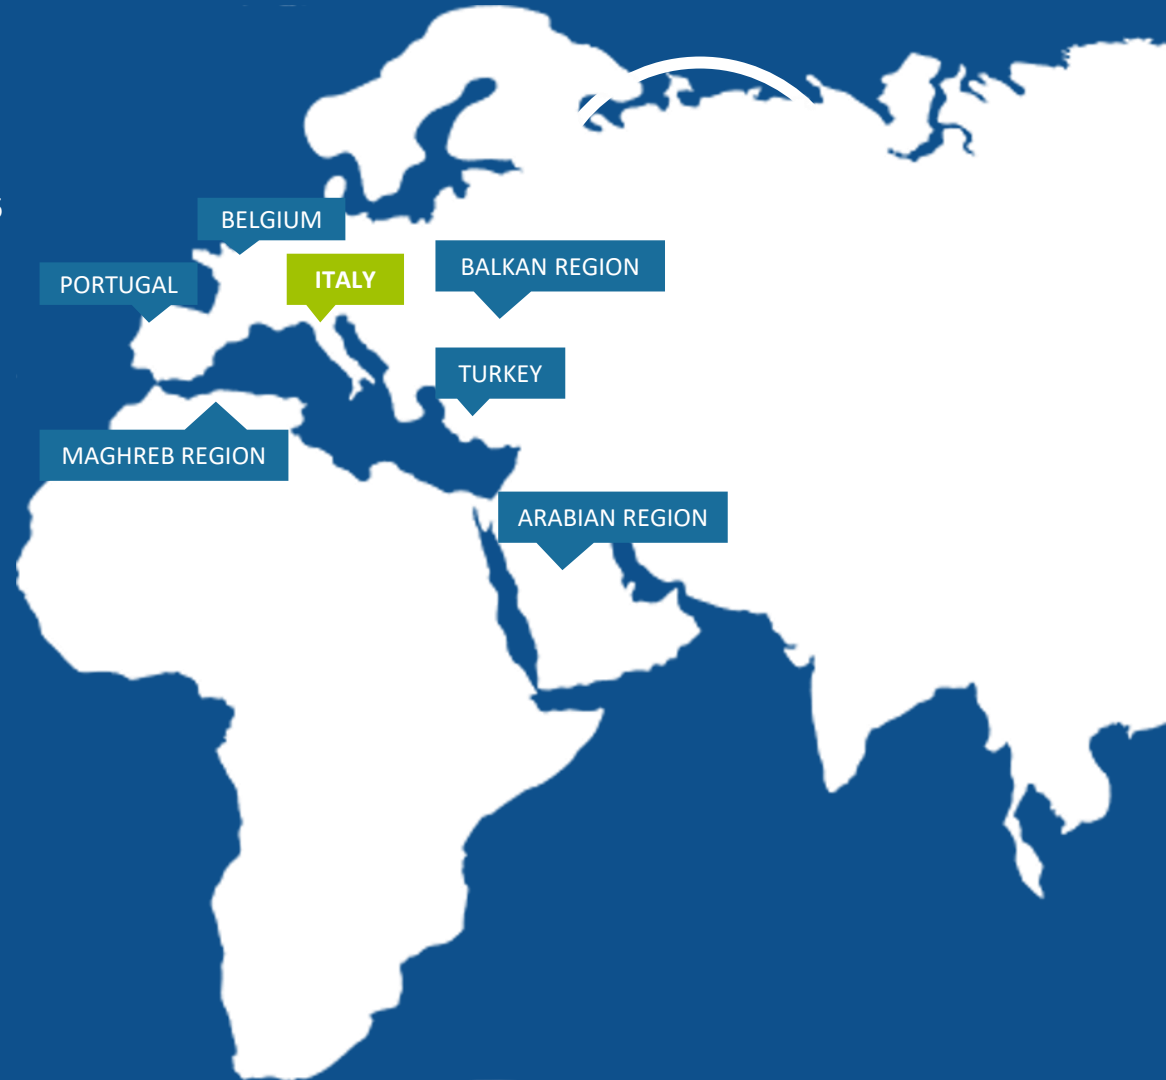 BELGIUM
BALKAN REGION
ITALY
PORTUGAL
TURKEY
MAGHREB REGION
ARABIAN REGION